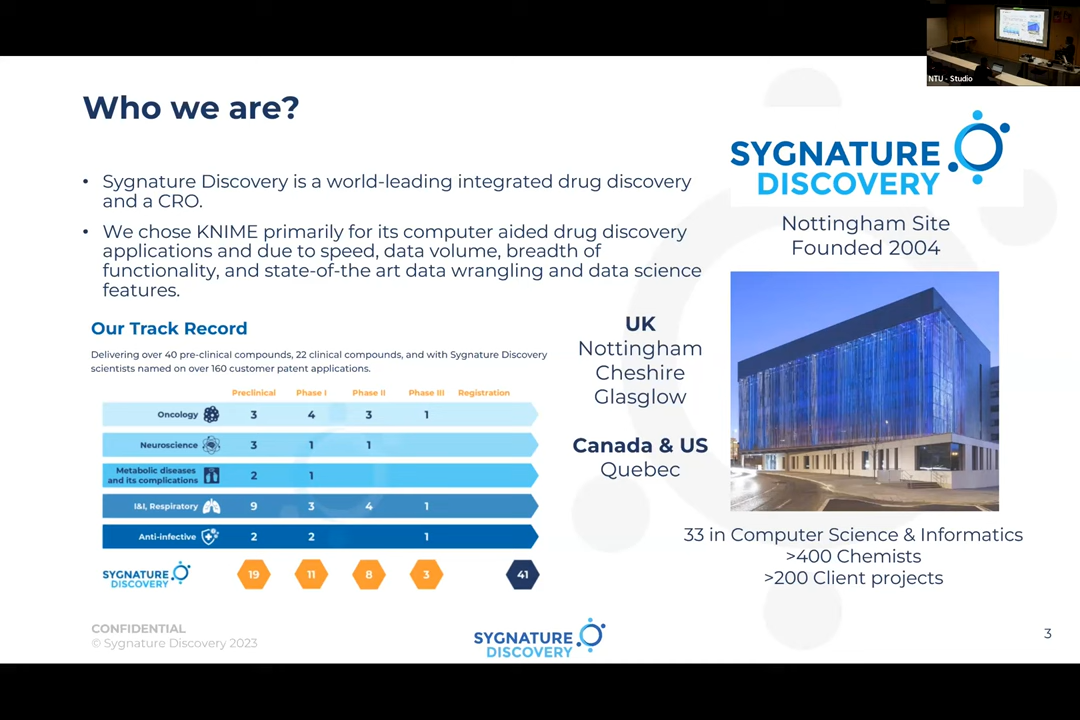 NTU - Studio
Who we are?
SYGNATURE
DISCOVERY
• Sygnature Discovery is a world-leading integrated drug discovery
and a CRO.
• We chose KNIME primarily for its computer aided drug discovery
applications and due to speed, data volume, breadth of
functionality, and state-of-the art data wrangling and data science
features.
Nottingham Site
Founded 2004
Our Track Record
Delivering over 40 pre-clinical compounds, 22 clinical compounds, and with Sygnature Discovery
scientists named on over 160 customer patent applications.
Preclinical Phase I Phase II Phase III Registration
Oncology 3 4 3 1
Neuroscience 3 1 1
Metabolic diseases
and its complications 2 1
I&I, Respiratory 9 3 4 1
Anti-infective 2 2 1
SYGNATURE
DISCOVERY
19 11 8 3 41
UK
Nottingham
Cheshire
Glasglow
Canada & US
Quebec
33 in Computer Science & Informatics
>400 Chemists
>200 Client projects
CONFIDENTIAL
© Sygnature Discovery 2023
SYGNATURE
DISCOVERY
3